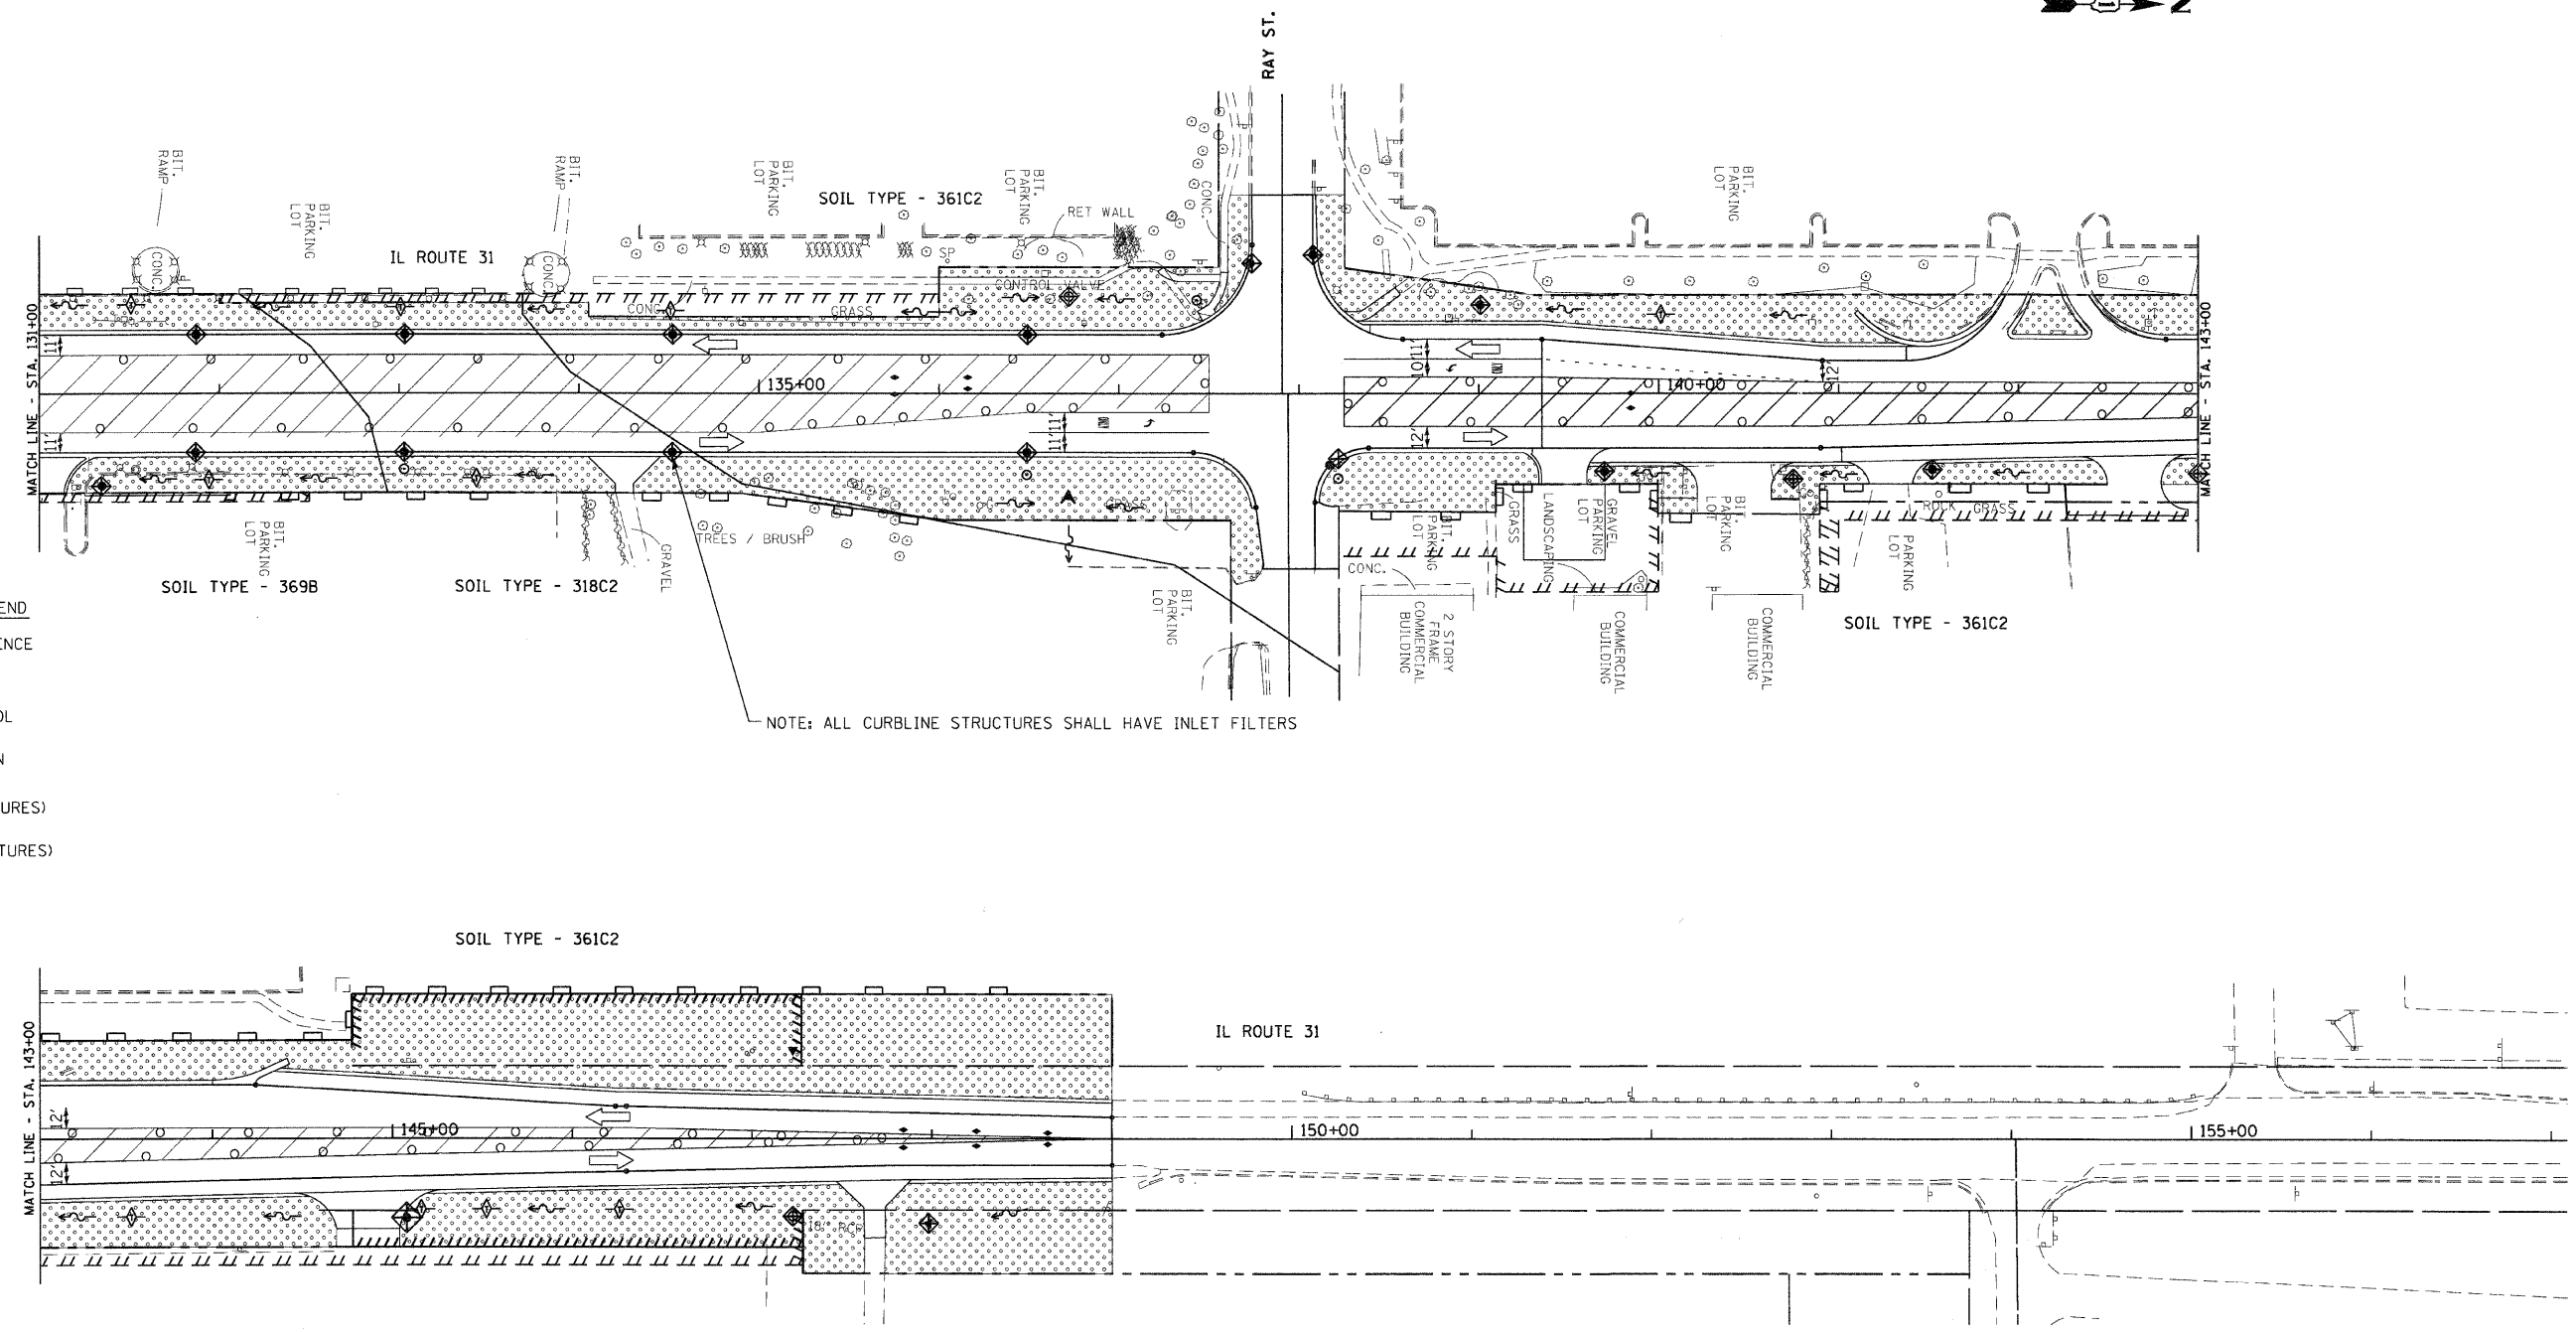 N
RAY ST.
BIT.
RAMP
BIT.
PARKING
LOT
BIT.
RAMP
BIT.
PARKING
LOT
SOIL TYPE - 361C2
BIT.
PARKING
LOT
RET WALL
CONC.
BIT.
PARKING
LOT
IL ROUTE 31
CONC
CONC
SP
CONTROL VALVE
CONC
GRASS
MATCH LINE - STA. 131+00
11'
11'
135+00
11'
11'
10'
11'
12'
140+00
12'
MATCH LINE - STA. 143+00
GRASS
TREES / BRUSH
GRAVEL
BIT.
PARKING
LOT
SOIL TYPE - 369B
SOIL TYPE - 318C2
BIT.
PARKING
LOT
BIT.
PARKING
LOT
GRASS
LANDSCAPING
GRAVEL
PARKING
LOT
BIT.
PARKING
LOT
ROCK
GRASS
PARKING
LOT
CONC.
2 STORY
FRAME
COMMERCIAL
BUILDING
COMMERCIAL
BUILDING
COMMERCIAL
BUILDING
SOIL TYPE - 361C2
END
ENCE
OL
N
URES)
TURES)
NOTE: ALL CURBLINE STRUCTURES SHALL HAVE INLET FILTERS
SOIL TYPE - 361C2
IL ROUTE 31
MATCH LINE - STA. 143+00
12'
12'
145+00
150+00
155+00
18" RCP